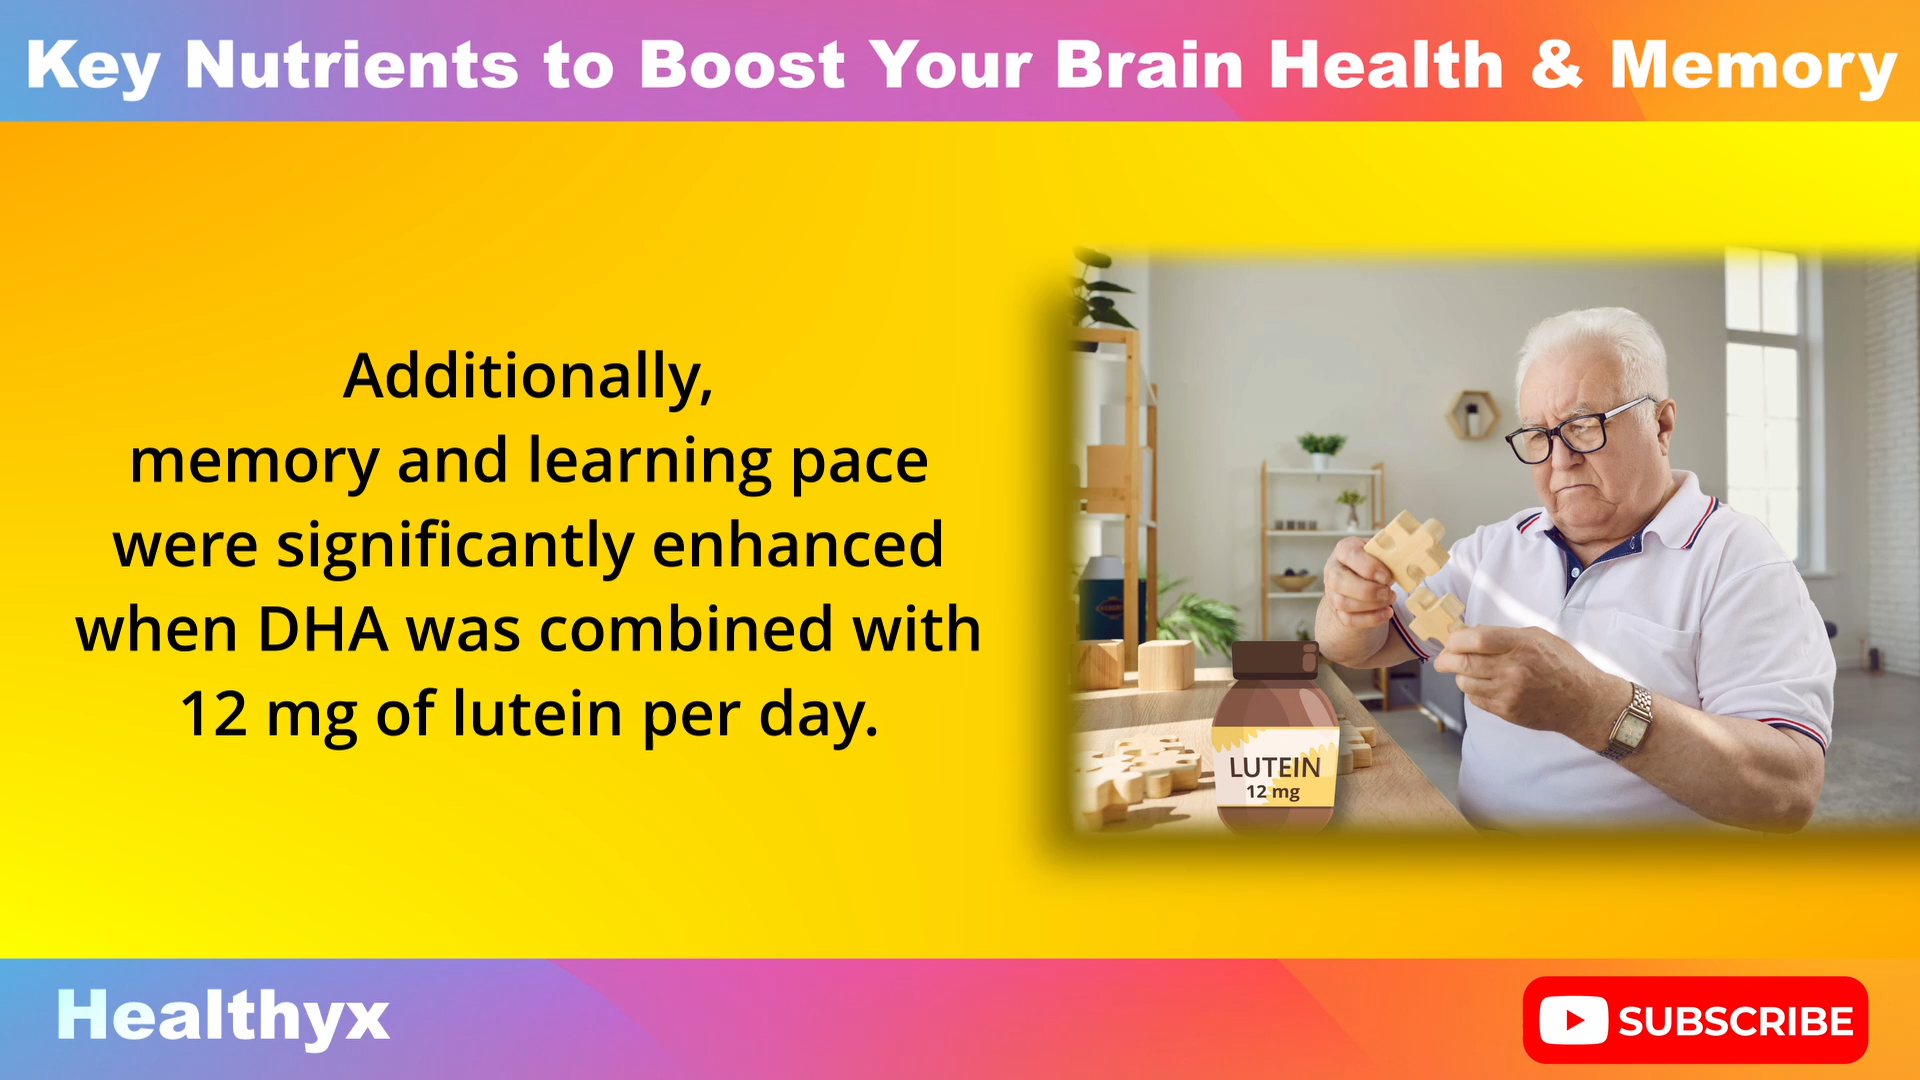 Key Nutrients to Boost Your Brain Health & Memory
Additionally,
memory and learning pace
were significantly enhanced
when DHA was combined with
12 mg of lutein per day.
LUTEIN
12 mg
Healthyx
SUBSCRIBE